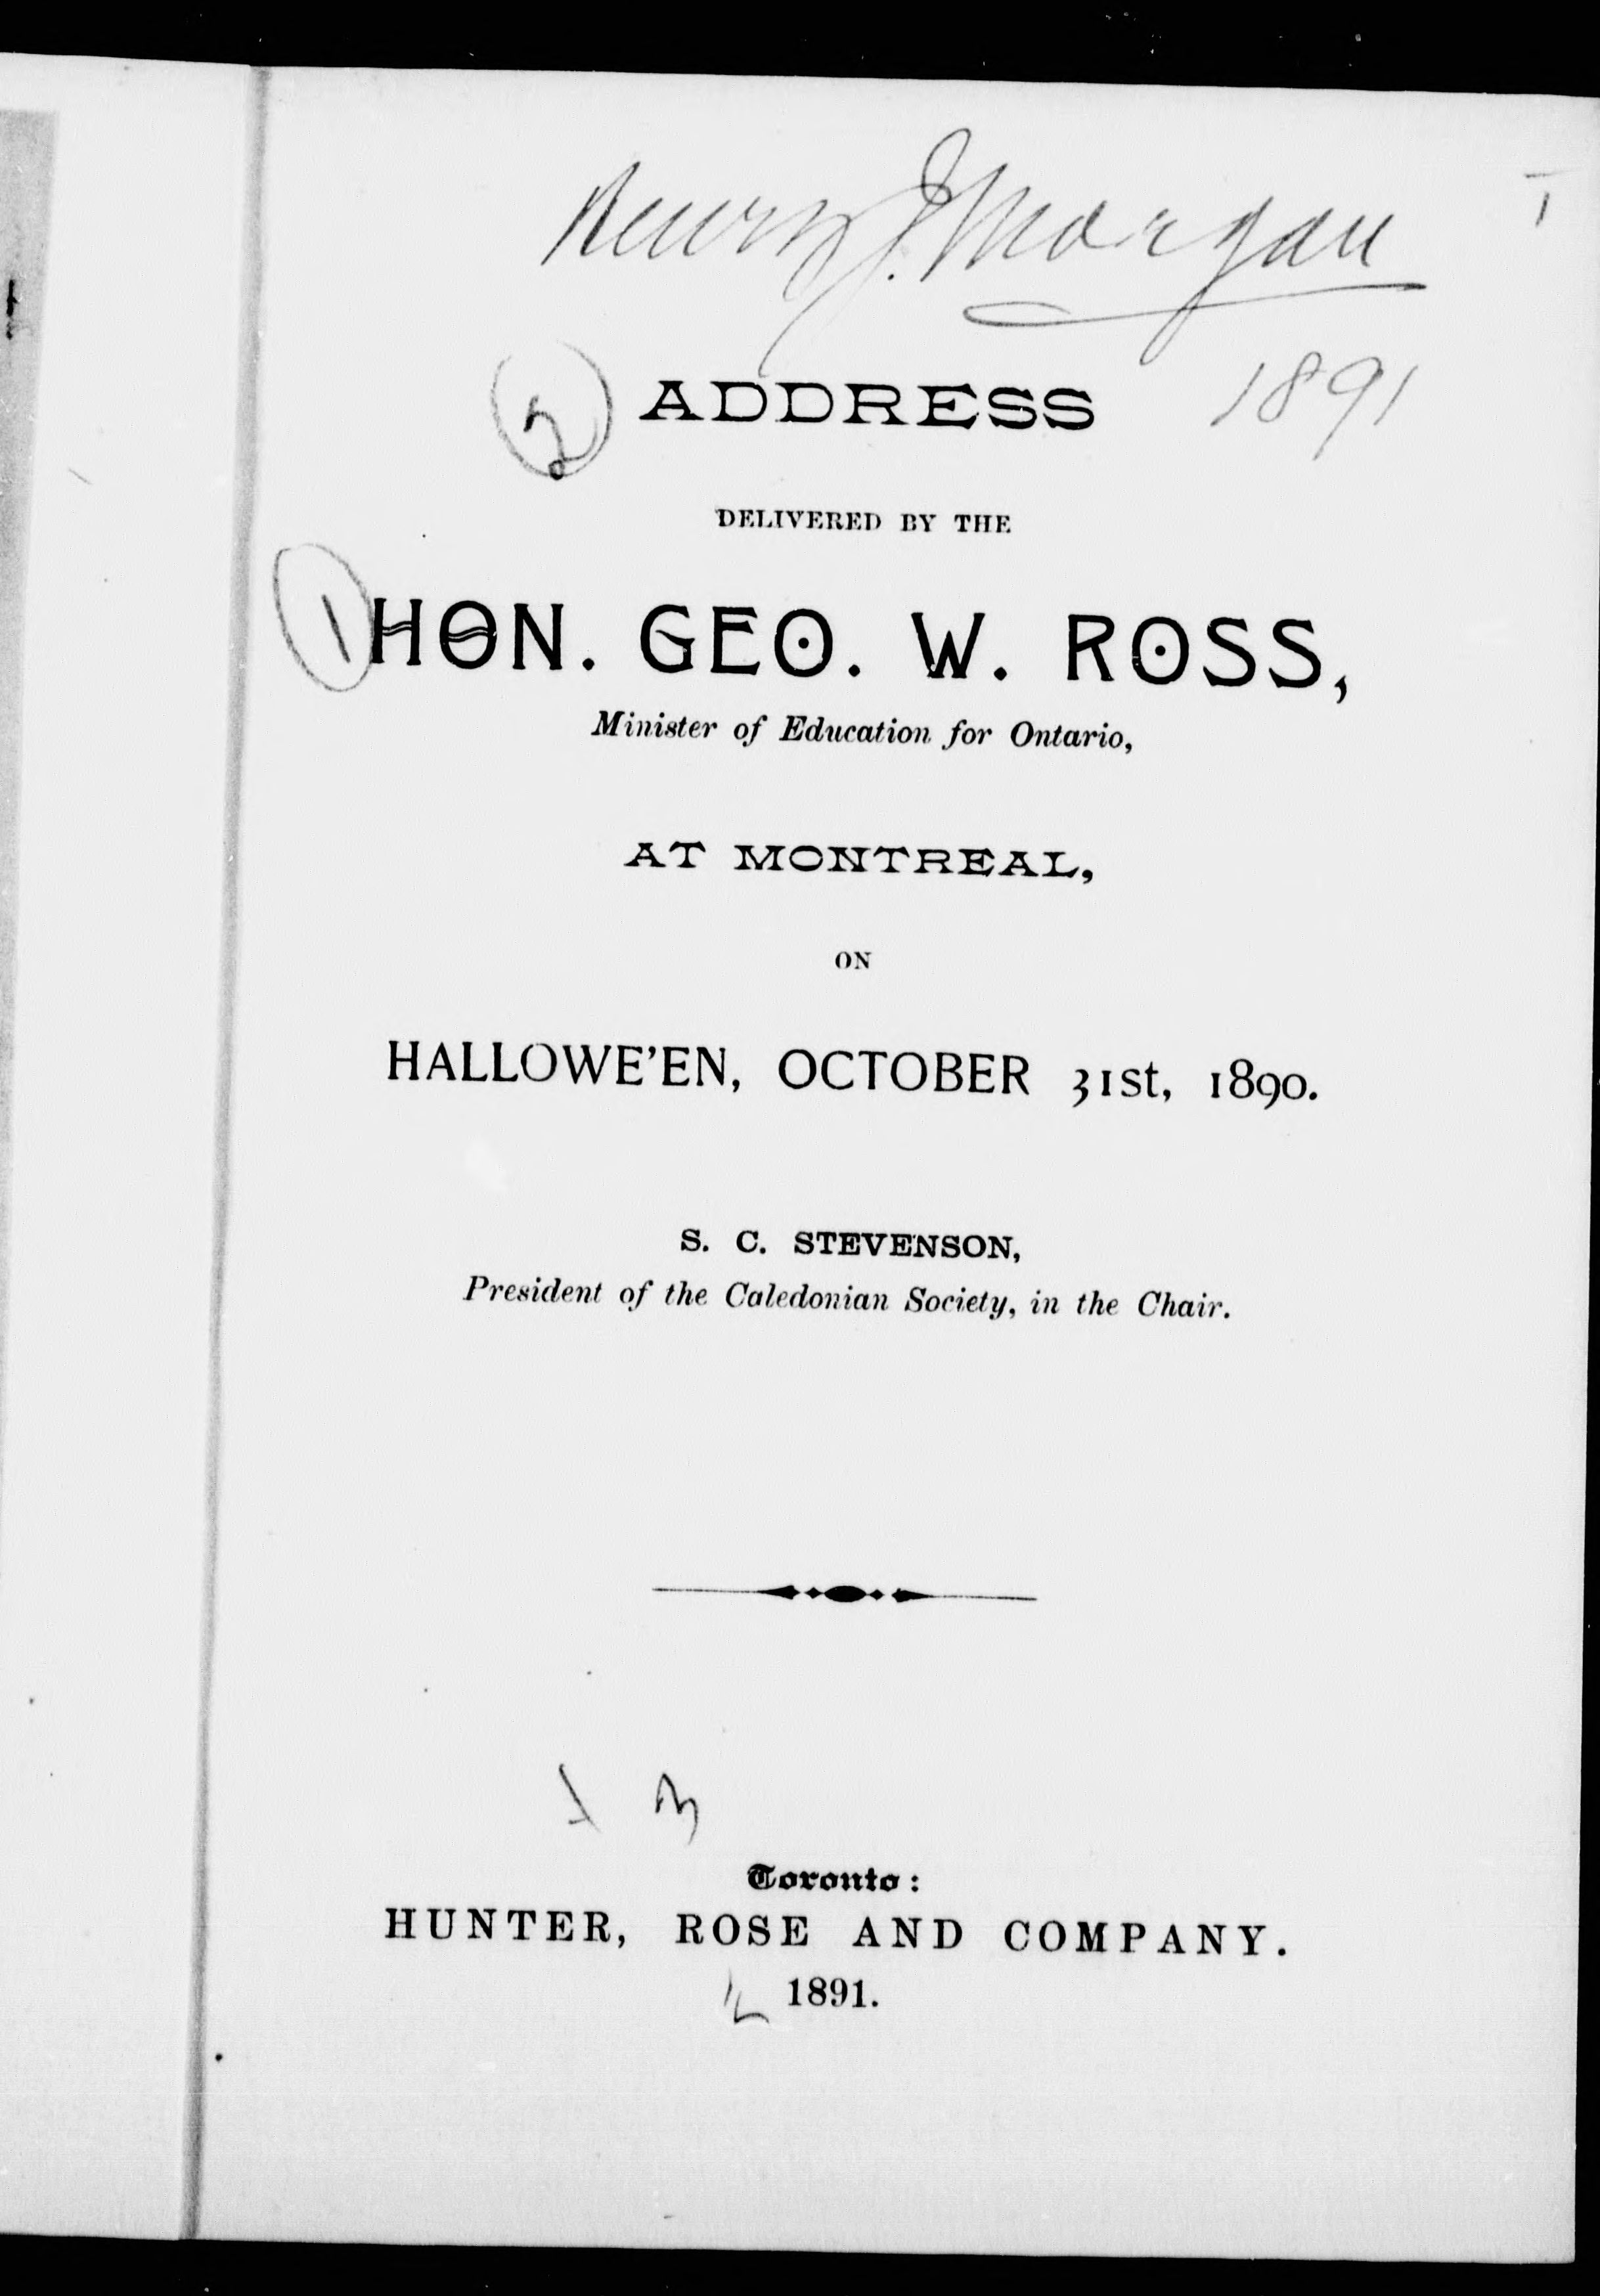 Henry J. Morgan
1891
2
ADDRESS
DELIVERED BY THE
1
HON. GEO. W. ROSS,
Minister of Education for Ontario,
AT MONTREAL,
ON
HALLOWE'EN, OCTOBER 31st, 1890.
S. C. STEVENSON,
President of the Caledonian Society, in the Chair.
Toronto:
HUNTER, ROSE AND COMPANY.
1891.